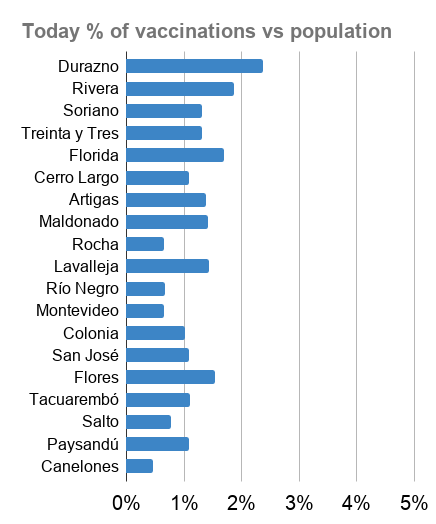 Today % of vaccinations vs population
Durazno
Rivera
Soriano
Treinta y Tres
Florida
Cerro Largo
Artigas
Maldonado
Rocha
Lavalleja
Río Negro
Montevideo
Colonia
San José
Flores
Tacuarembó
Salto
Paysandú
Canelones
0% 1% 2% 3% 4% 5%